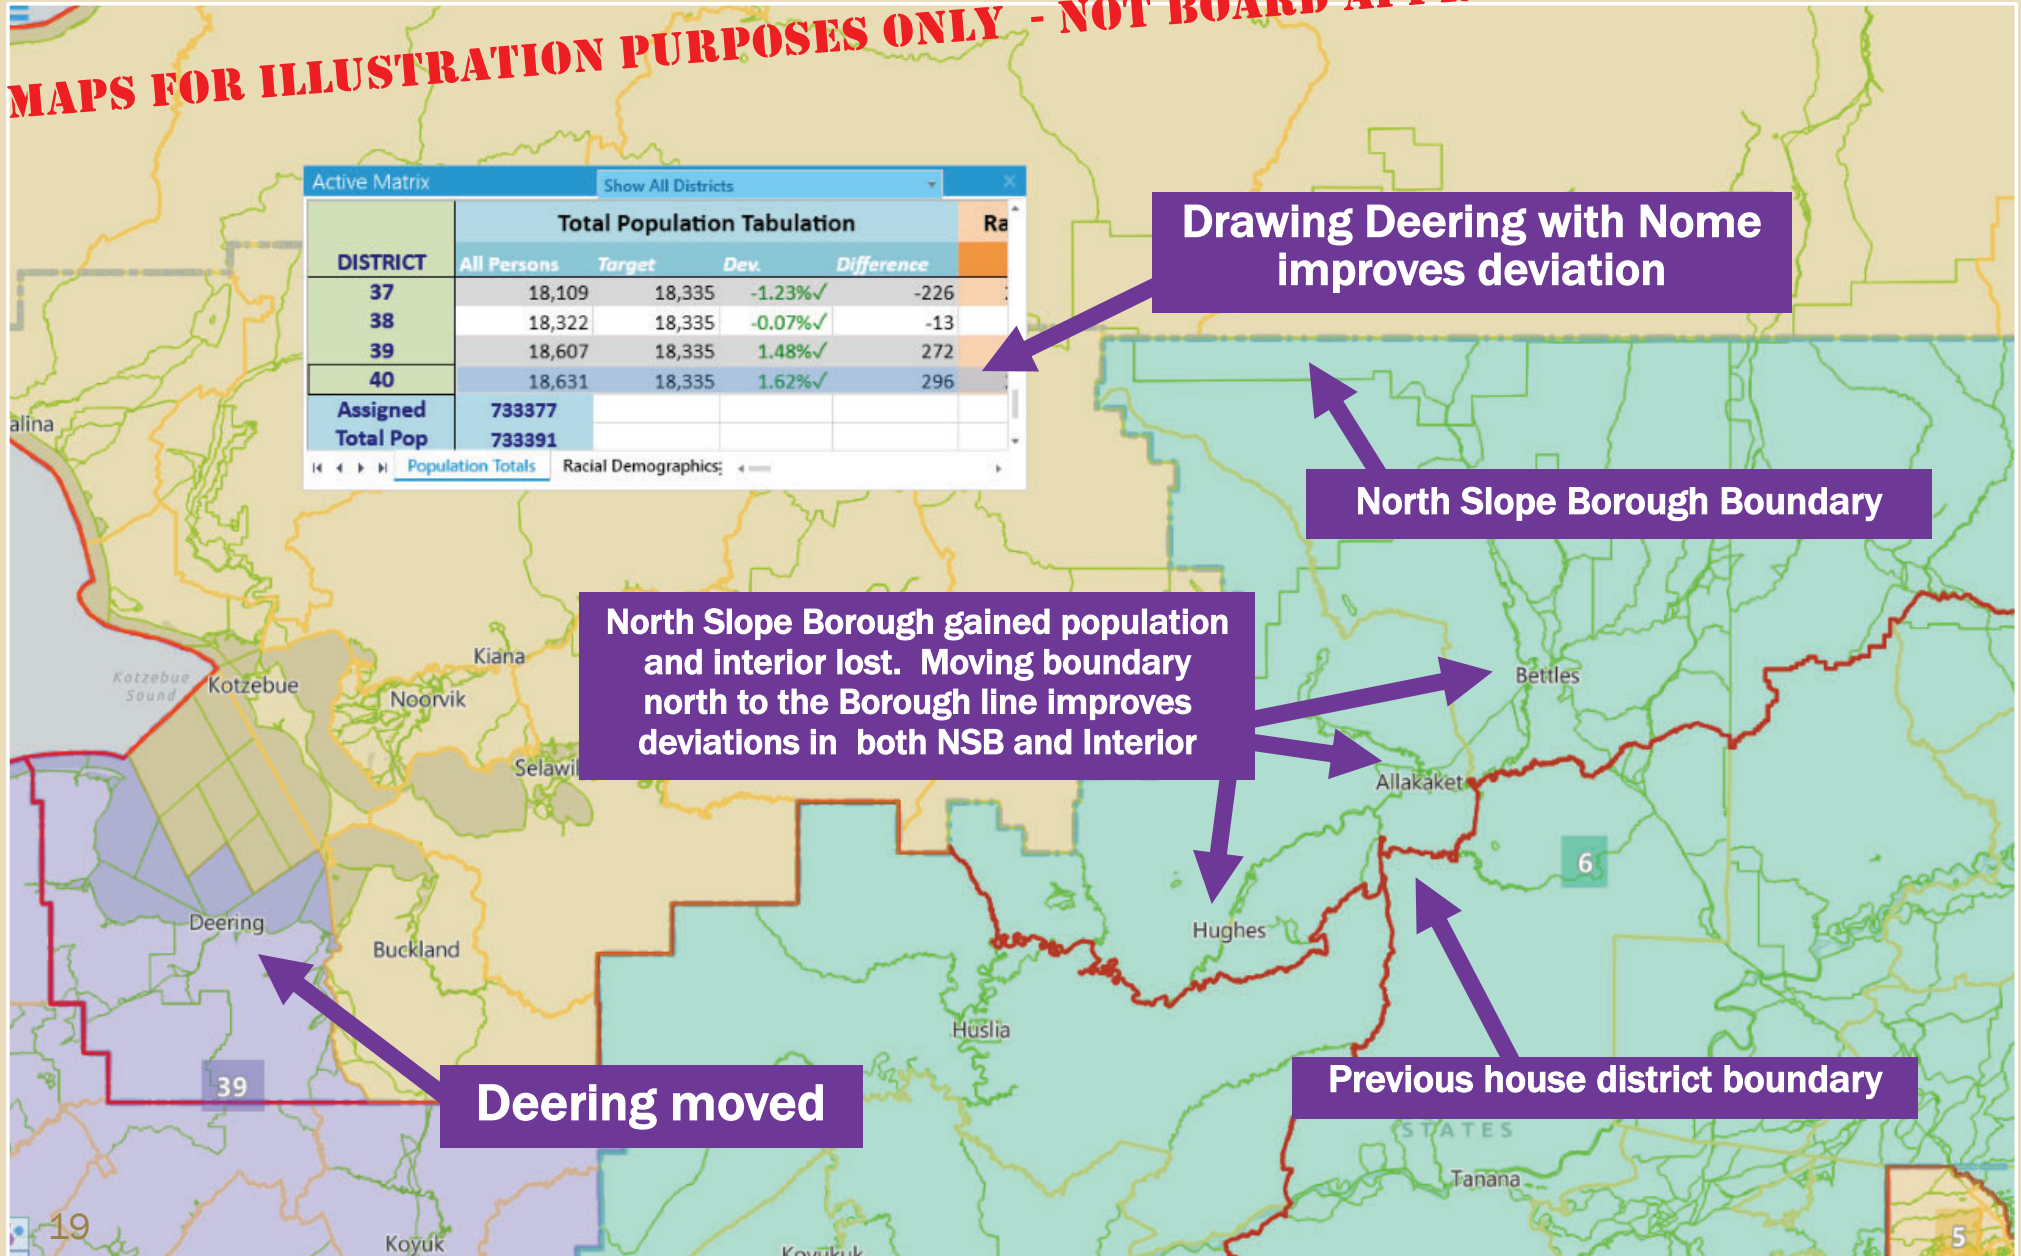 MAPS FOR ILLUSTRATION PURPOSES ONLY - NOT BOARD
Active Matrix
Show All Districts
Total Population Tabulation
Ra
DISTRICT All Persons Target Dev. Difference
37 18,109 18,335 -1.23%✓ -226
38 18,322 18,335 -0.07%✓ -13
39 18,607 18,335 1.48%✓ 272
40 18,631 18,335 1.62%✓ 296
Assigned 733377
Total Pop 733391
Population Totals Racial Demographics
Drawing Deering with Nome
improves deviation
North Slope Borough Boundary
North Slope Borough gained population
and interior lost. Moving boundary
north to the Borough line improves
deviations in both NSB and Interior
alina
Kiana
Kotzebue
Sound
Kotzebue
Noorvik
Selawi
Bettles
Allakaket
6
Deering
Buckland
Hughes
Huslia
39
Deering moved
Previous house district boundary
STATES
Tanana
19
Koyuk
Koyukuk
5